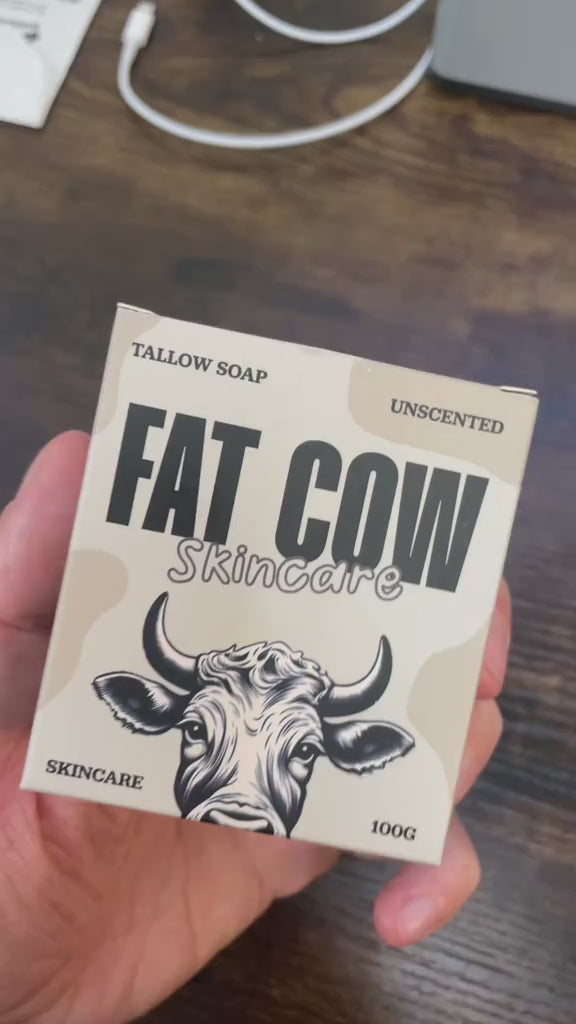 TALLOW SOAP
UNSCENTED
FAT COW
Skincare
SKINCARE
100G